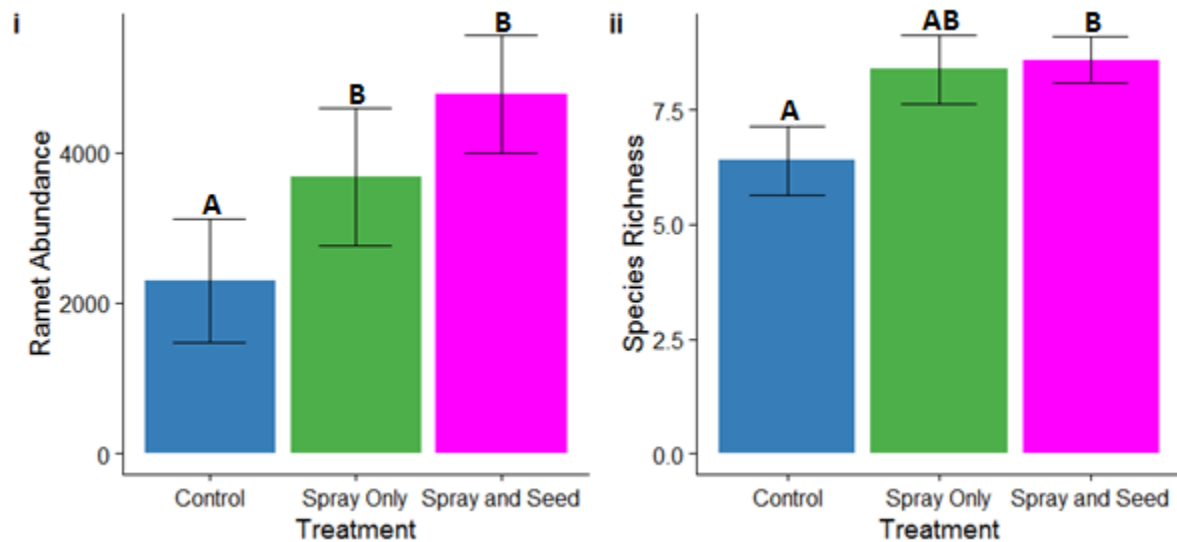 i
Ramet Abundance
4000
2000
0
A
B
B
Control
Spray Only
Spray and Seed
Treatment
ii
Species Richness
7.5
5.0
2.5
0.0
A
AB
B
Control
Spray Only
Spray and Seed
Treatment